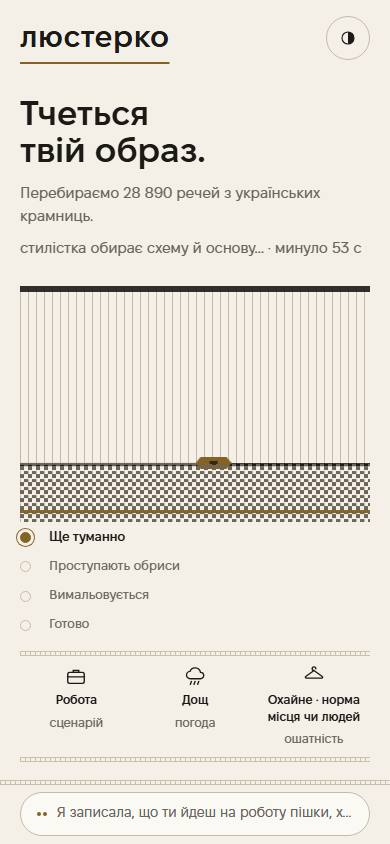 люстерко
Тчеться
твій образ.
Перебираємо 28 890 речей з українських
крамниць.
стилістка обирає схему й основу... · минуло 53 с
Ще туманно
Проступають обриси
Вимальовується
Готово
Робота
сценарій
Дощ
погода
Охайне · норма
місця чи людей
ошатність
Я записала, що ти йдеш на роботу пішки, х...